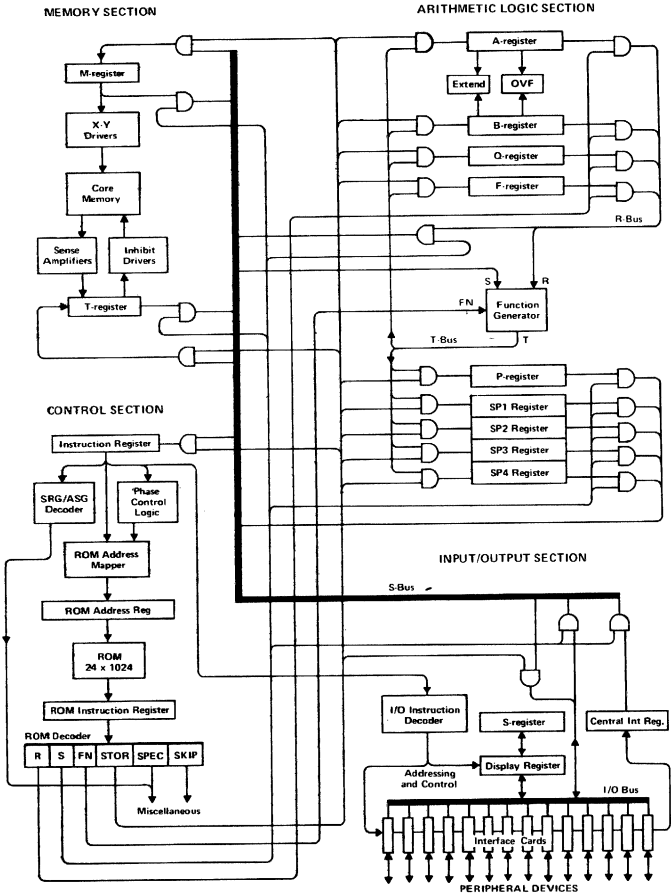 MEMORY SECTION
M-register
X-Y
Drivers
Core
Memory
Sense
Amplifiers
Inhibit
Drivers
T-register
ARITHMETIC LOGIC SECTION
A-register
Extend
OVF
B-register
Q-register
F-register
R-Bus
S
R
FN
Function
Generator
T-Bus
T
P-register
SP1 Register
SP2 Register
SP3 Register
SP4 Register
CONTROL SECTION
Instruction Register
SRG/ASG
Decoder
Phase
Control
Logic
ROM Address
Mapper
ROM Address Reg
ROM
24 x 1024
ROM Instruction Register
ROM Decoder
R S FN STOR SPEC SKIP
Miscellaneous
INPUT/OUTPUT SECTION
S-Bus
I/O Instruction
Decoder
S-register
Central Int Reg.
Addressing
and Control
Display Register
I/O Bus
Interface Cards
PERIPHERAL DEVICES